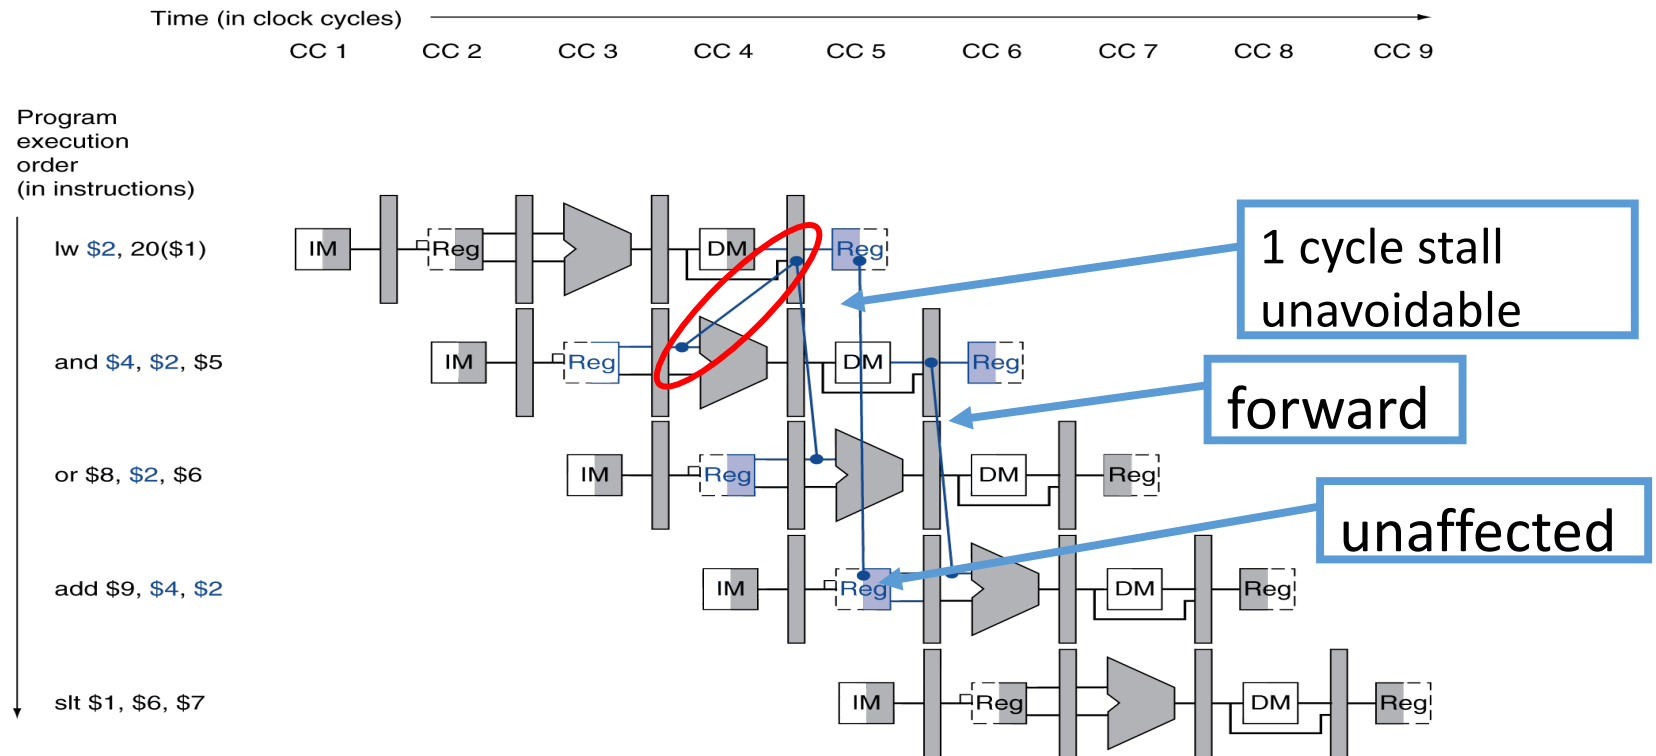 Time (in clock cycles)
CC 1 CC 2 CC 3 CC 4 CC 5 CC 6 CC 7 CC 8 CC 9
Program
execution
order
(in instructions)
lw $2, 20($1)
IM Reg DM Reg
1 cycle stall
unavoidable
and $4, $2, $5
IM Reg DM Reg
forward
or $8, $2, $6
IM Reg DM Reg
unaffected
add $9, $4, $2
IM Reg DM Reg
slt $1, $6, $7
IM Reg DM Reg